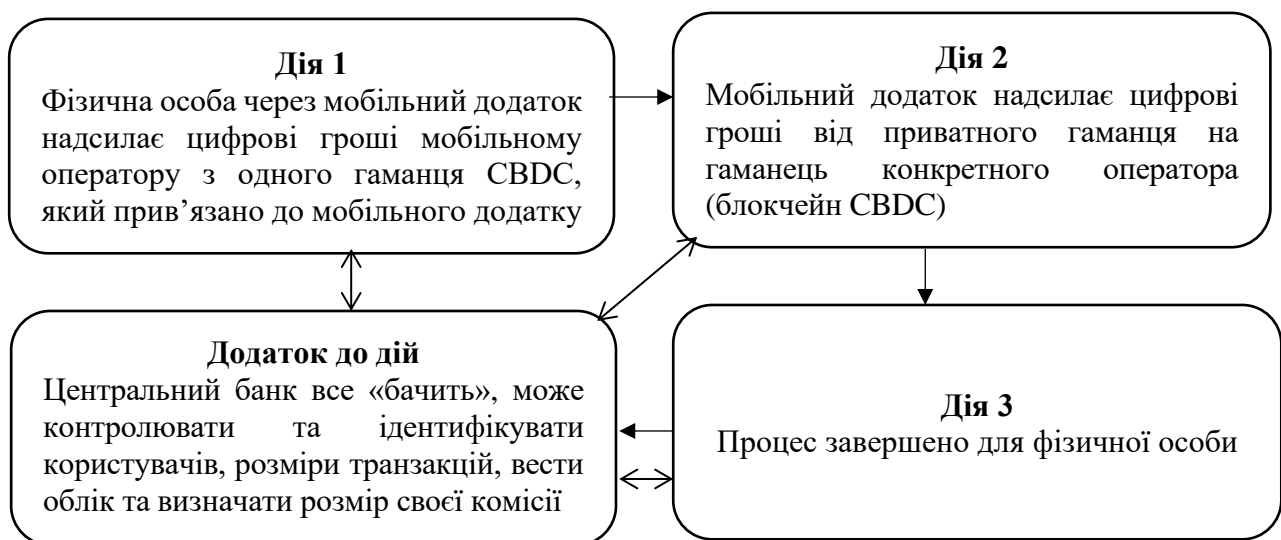 Дія 1
Фізична особа через мобільний додаток
надсилає цифрові гроші мобільному
оператору з одного гаманця CBDC,
який прив’язано до мобільного додатку
Дія 2
Мобільний додаток надсилає цифрові
гроші від приватного гаманця на
гаманець конкретного оператора
(блокчейн CBDC)
Додаток до дій
Центральний банк все «бачить», може
контролювати та ідентифікувати
користувачів, розміри транзакцій, вести
облік та визначати розмір своєї комісії
Дія 3
Процес завершено для фізичної особи